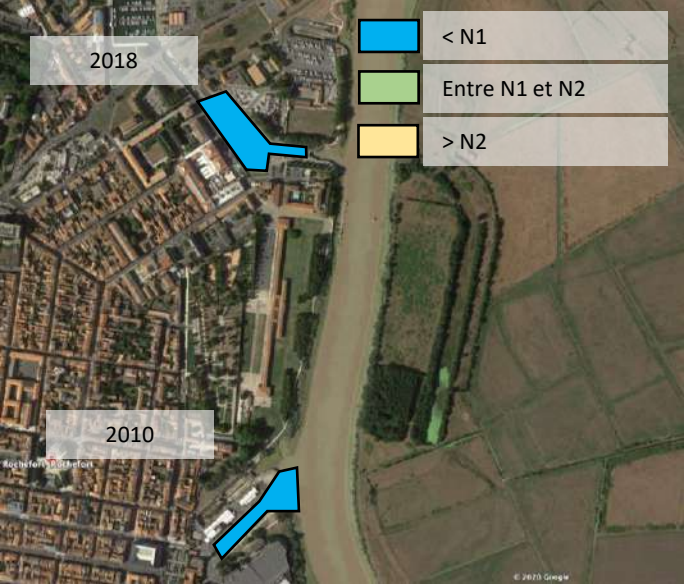 2018
< N1
Entre N1 et N2
> N2
2010
Rochefort Rochefort
© 2020 Google